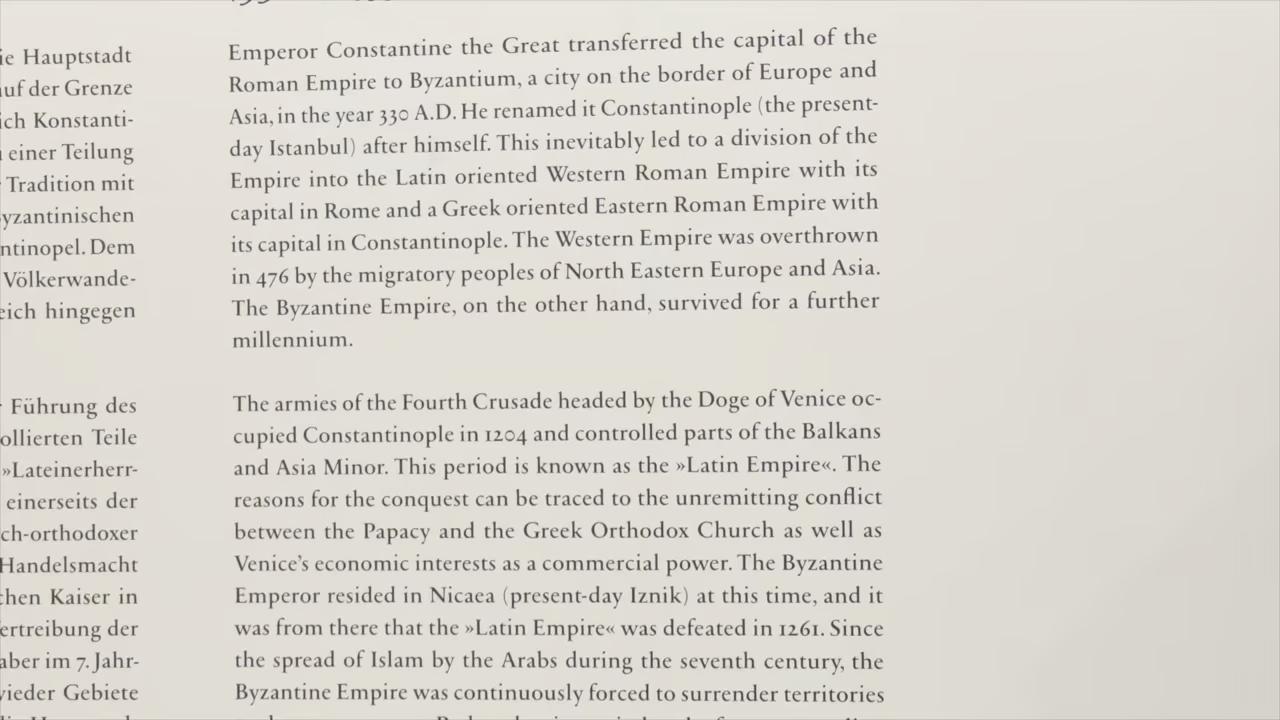 ie Hauptstadt
auf der Grenze
ich Konstanti-
einer Teilung
Tradition mit
yzantinischen
ntinopel. Dem
Völkerwande-
eich hingegen
Führung des
ollierten Teile
»Lateinerherr-
einerseits der
ch-orthodoxer
Handelsmacht
chen Kaiser in
ertreibung der
aber im 7. Jahr-
wieder Gebiete
Emperor Constantine the Great transferred the capital of the
Roman Empire to Byzantium, a city on the border of Europe and
Asia, in the year 330 A.D. He renamed it Constantinople (the present-
day Istanbul) after himself. This inevitably led to a division of the
Empire into the Latin oriented Western Roman Empire with its
capital in Rome and a Greek oriented Eastern Roman Empire with
its capital in Constantinople. The Western Empire was overthrown
in 476 by the migratory peoples of North Eastern Europe and Asia.
The Byzantine Empire, on the other hand, survived for a further
millennium.
The armies of the Fourth Crusade headed by the Doge of Venice oc-
cupied Constantinople in 1204 and controlled parts of the Balkans
and Asia Minor. This period is known as the »Latin Empire«. The
reasons for the conquest can be traced to the unremitting conflict
between the Papacy and the Greek Orthodox Church as well as
Venice's economic interests as a commercial power. The Byzantine
Emperor resided in Nicaea (present-day Iznik) at this time, and it
was from there that the »Latin Empire« was defeated in 1261. Since
the spread of Islam by the Arabs during the seventh century, the
Byzantine Empire was continuously forced to surrender territories